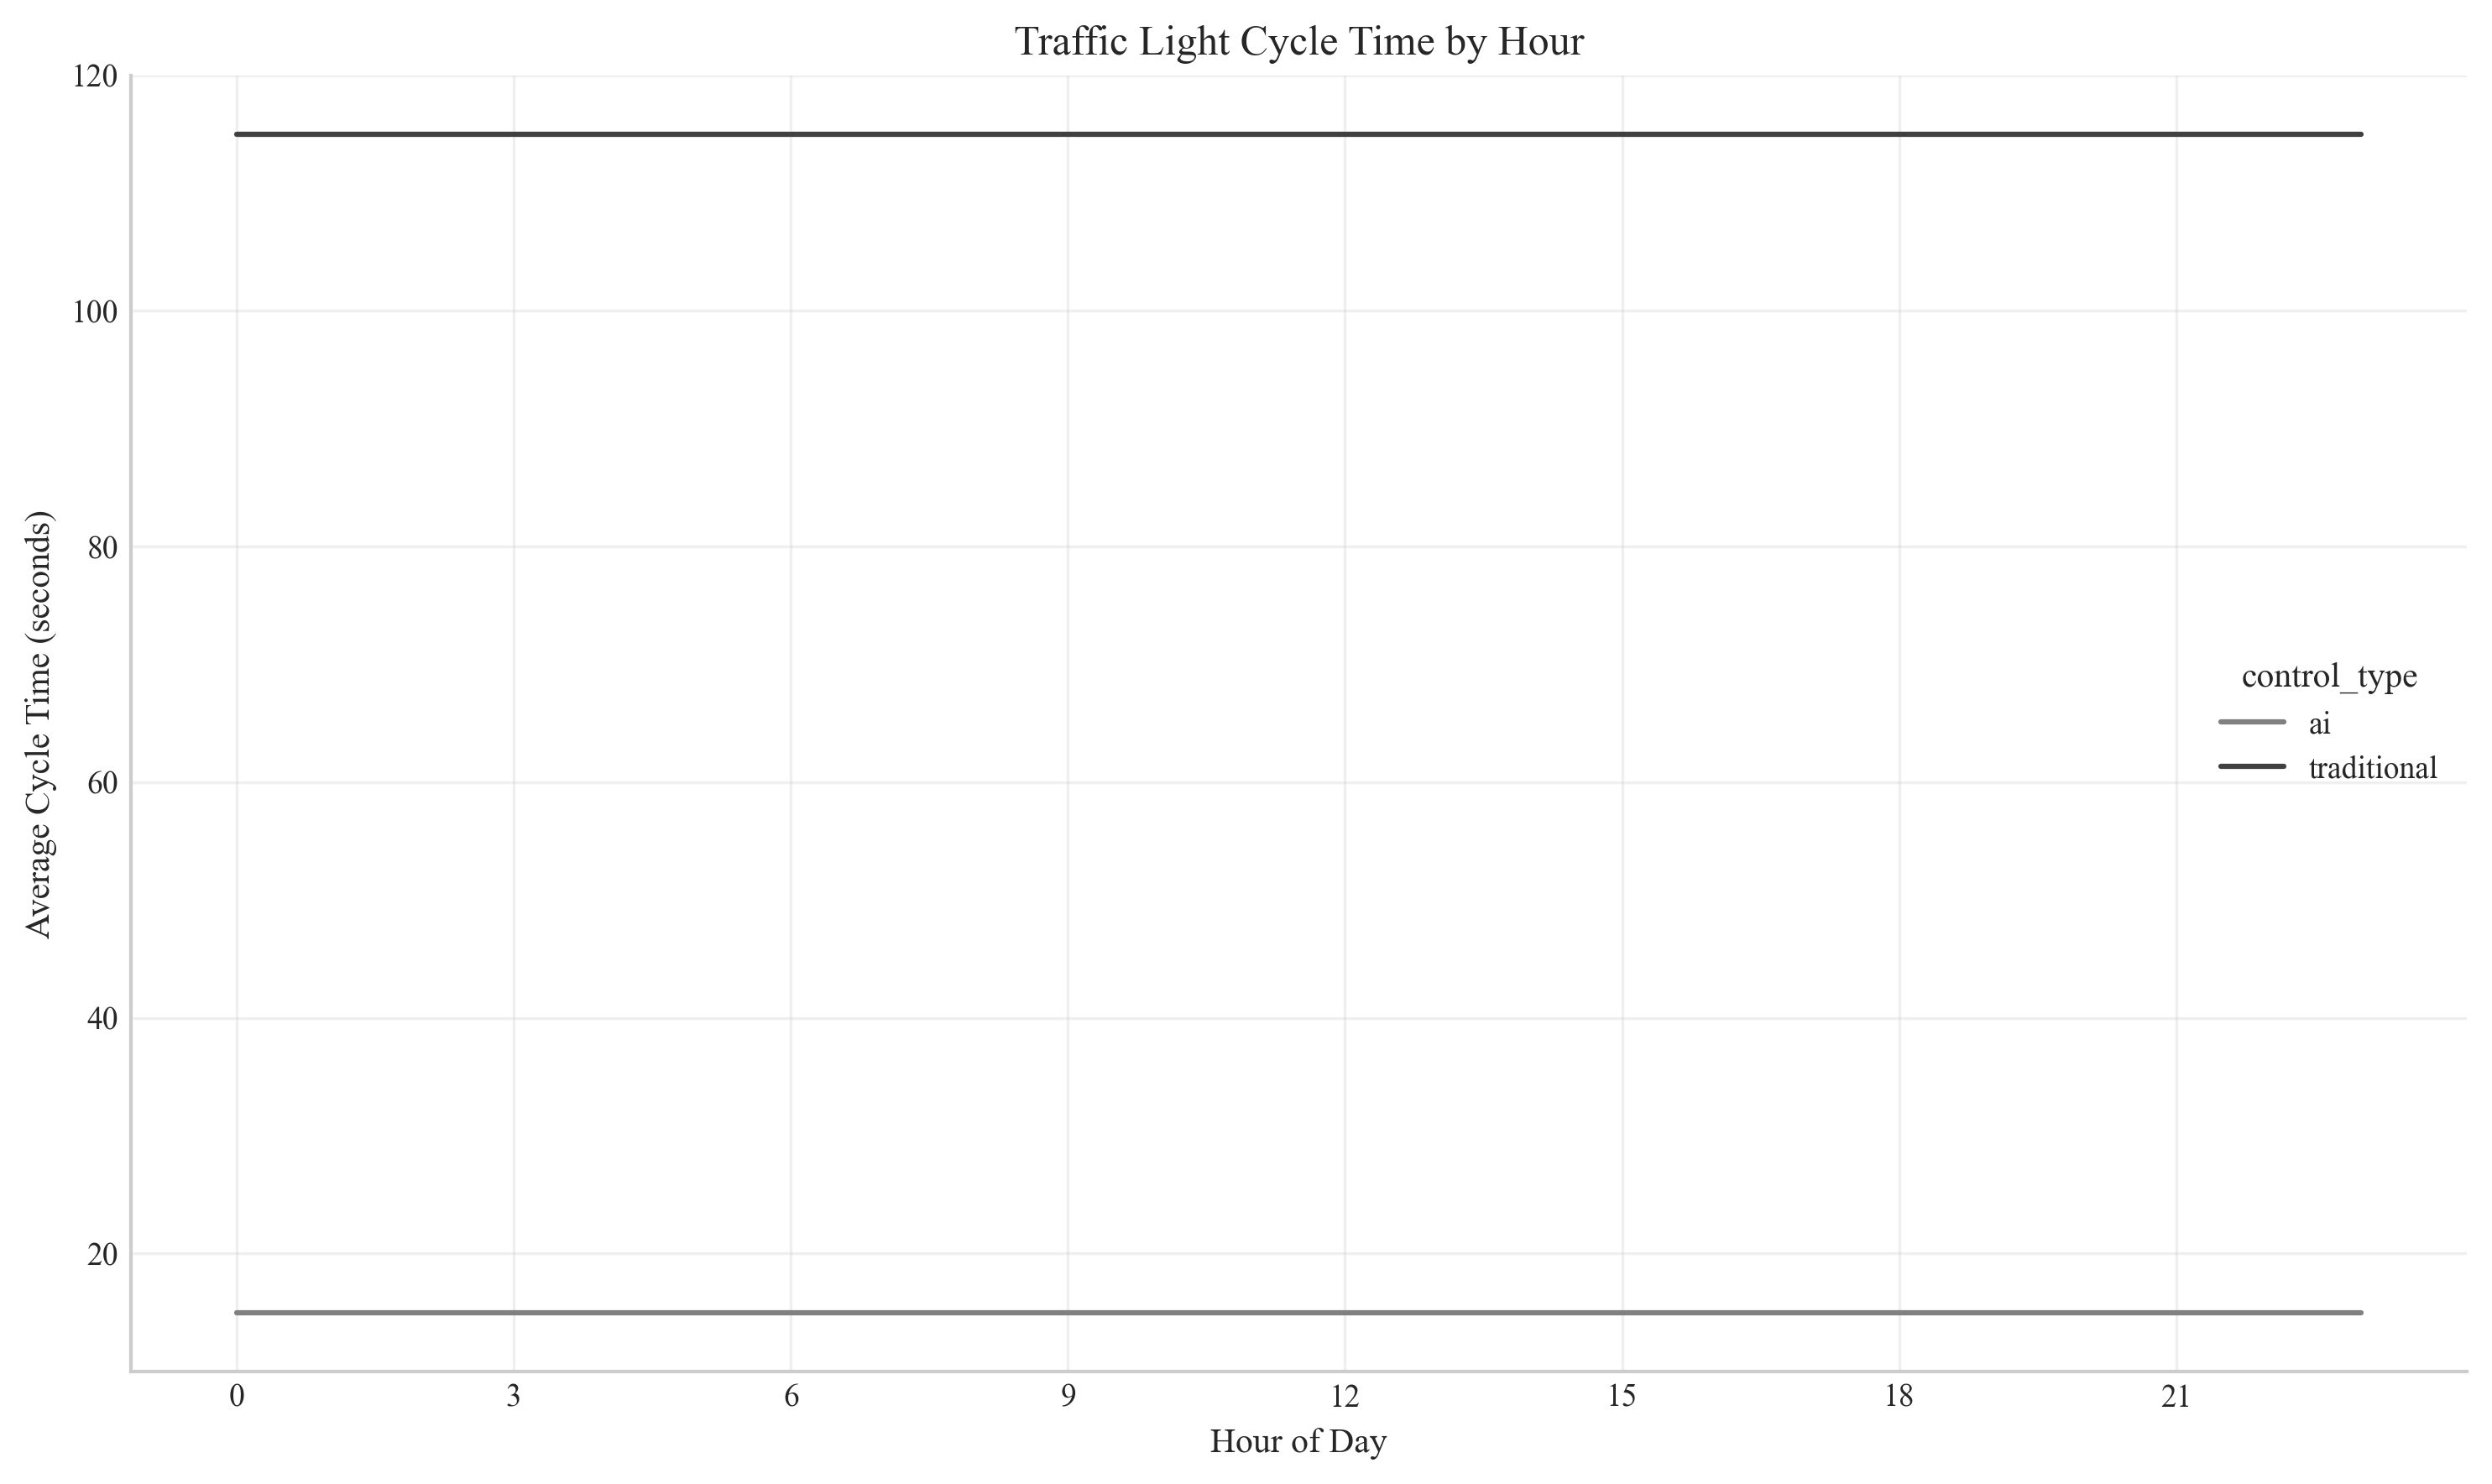 Traffic Light Cycle Time by Hour
120
100
80
60
40
20
Average Cycle Time (seconds)
control_type
ai
traditional
0 3 6 9 12 15 18 21
Hour of Day